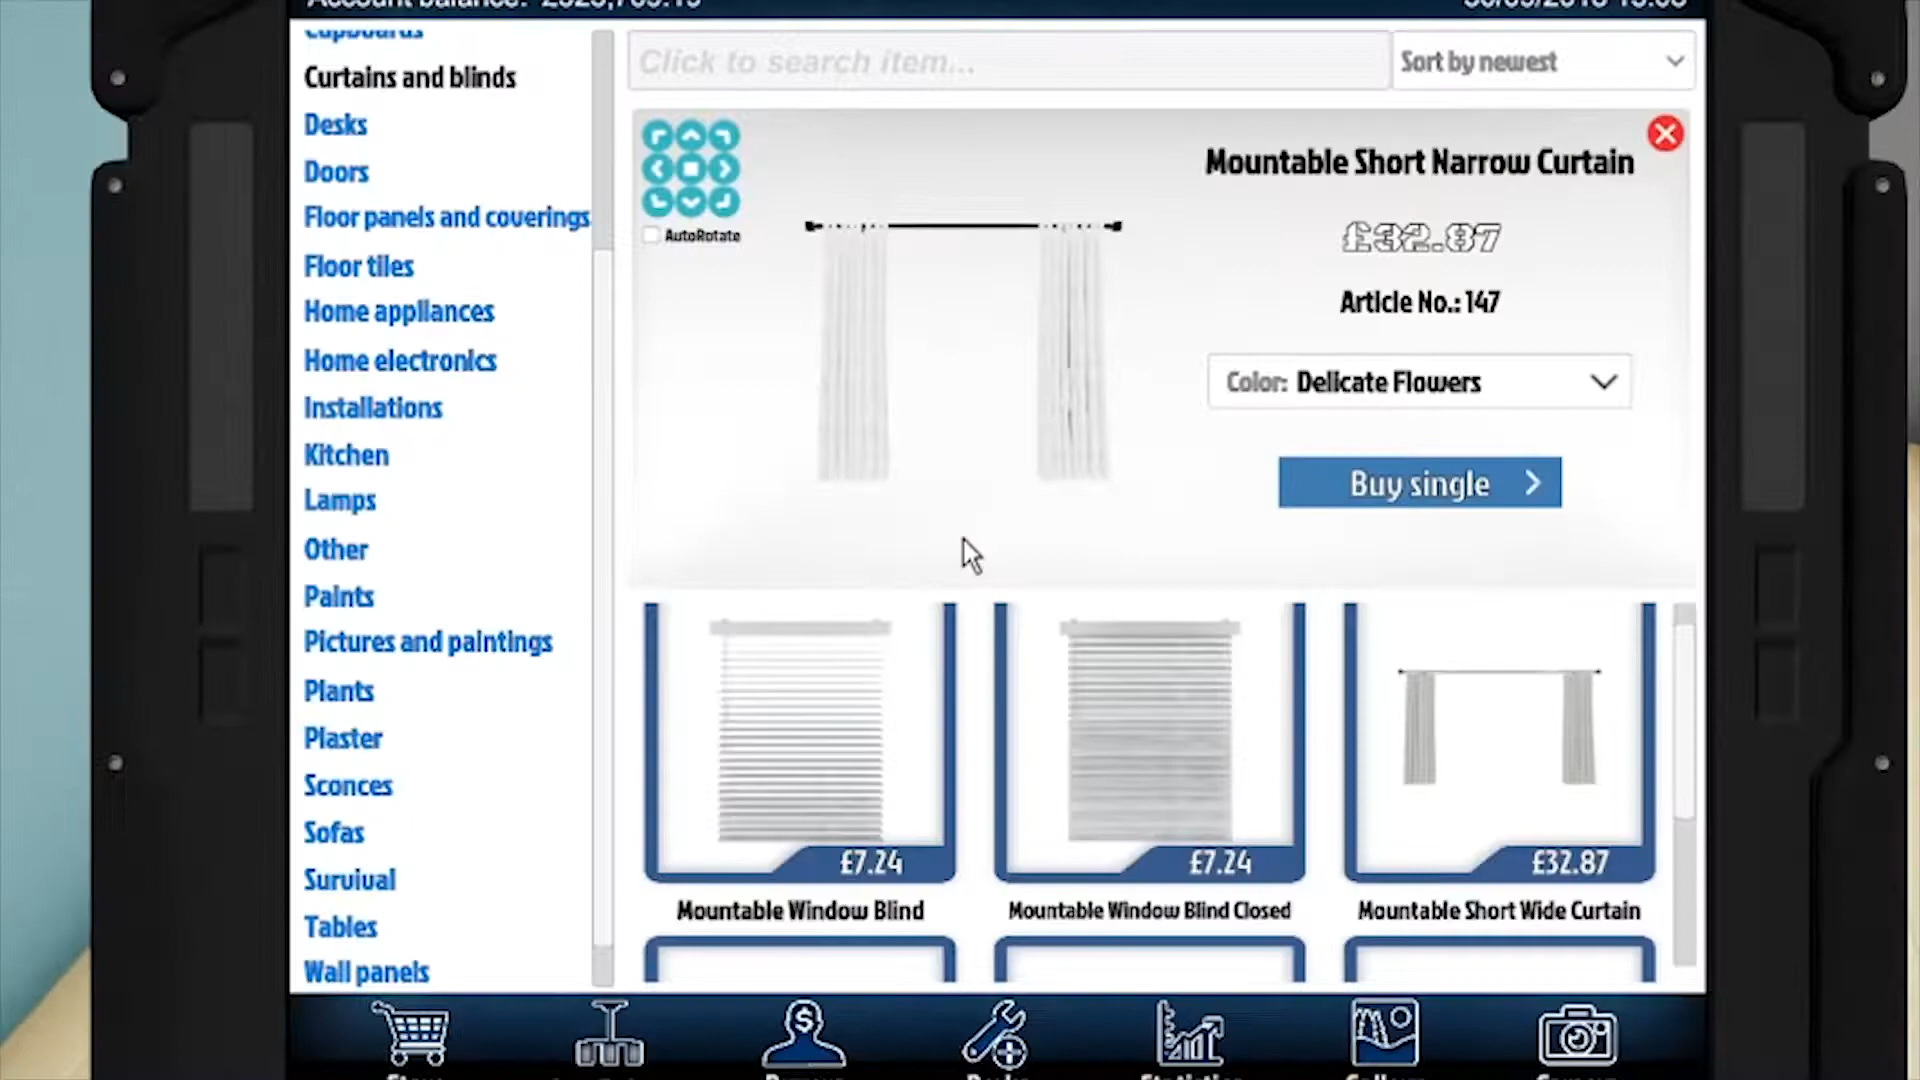 Account balance:
Cupboards
Curtains and blinds
Desks
Doors
Floor panels and coverings
Floor tiles
Home appliances
Home electronics
Installations
Kitchen
Lamps
Other
Paints
Pictures and paintings
Plants
Plaster
Sconces
Sofas
Survival
Tables
Wall panels
Click to search item...
Sort by newest
AutoRotate
Mountable Short Narrow Curtain
£32.87
Article No.: 147
Color: Delicate Flowers
Buy single
£7.24
£7.24
£32.87
Mountable Window Blind
Mountable Window Blind Closed
Mountable Short Wide Curtain